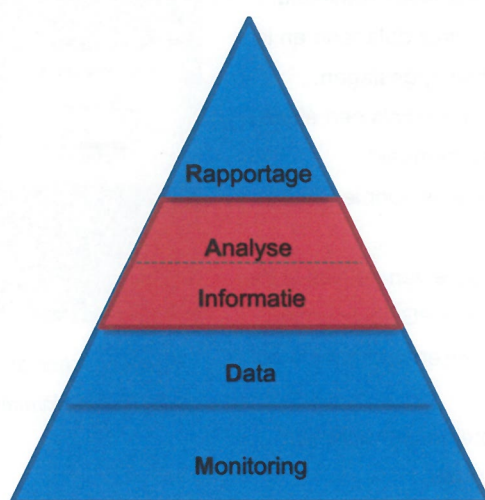 Rapportage
Analyse
Informatie
Data
Monitoring